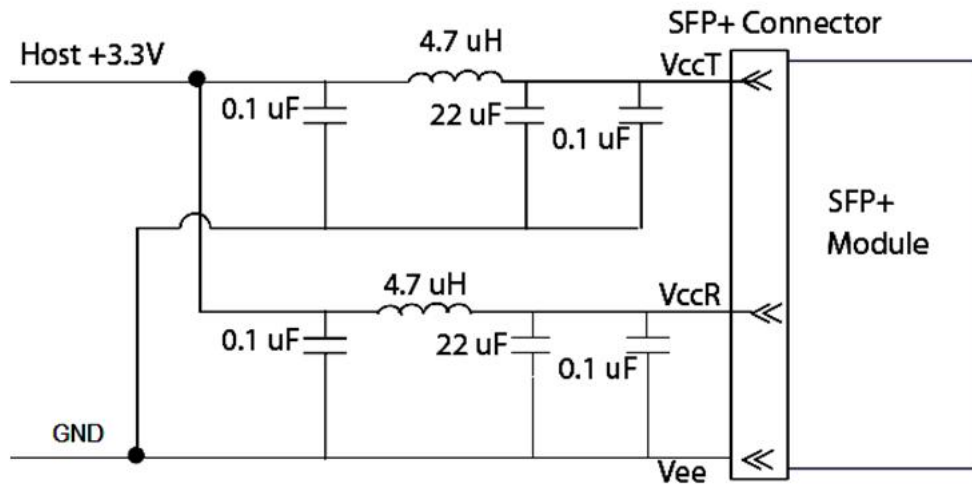 SFP+ Connector
Host +3.3V
4.7 uH
VccT
0.1 uF
22 uF
0.1 uF
SFP+
Module
4.7 uH
VccR
0.1 uF
22 uF
0.1 uF
GND
Vee